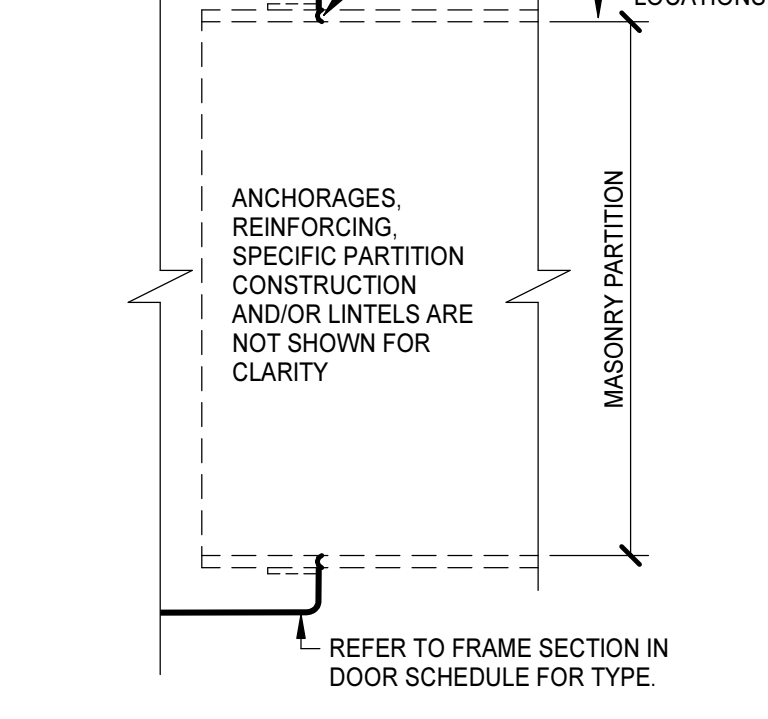 LOCATIONS
ANCHORAGES,
REINFORCING,
SPECIFIC PARTITION
CONSTRUCTION
AND/OR LINTELS ARE
NOT SHOWN FOR
CLARITY
MASONRY PARTITION
REFER TO FRAME SECTION IN
DOOR SCHEDULE FOR TYPE.